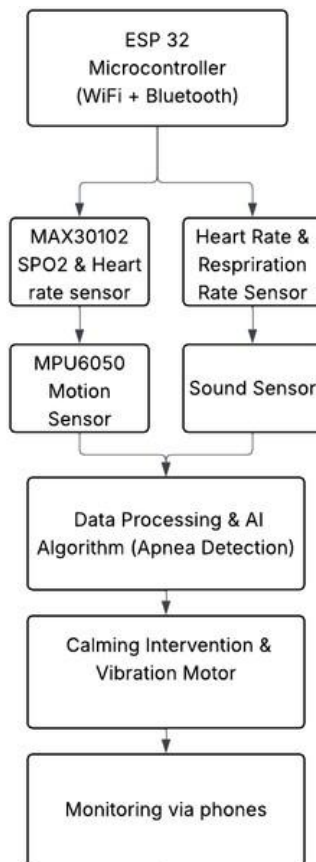 ESP 32
Microcontroller
(WiFi + Bluetooth)
MAX30102
SPO2 & Heart
rate sensor
Heart Rate &
Respriration
Rate Sensor
MPU6050
Motion
Sensor
Sound Sensor
Data Processing & AI
Algorithm (Apnea Detection)
Calming Intervention &
Vibration Motor
Monitoring via phones